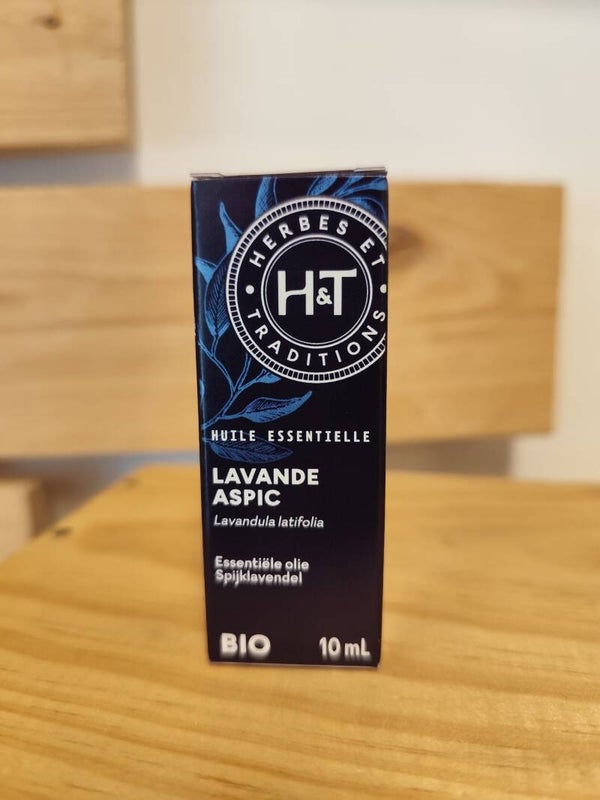 HERBES ET
H&T
TRADITIONS
HUILE ESSENTIELLE
LAVANDE
ASPIC
Lavandula latifolia
Essentiële olie
Spijklavendel
BIO 10 mL